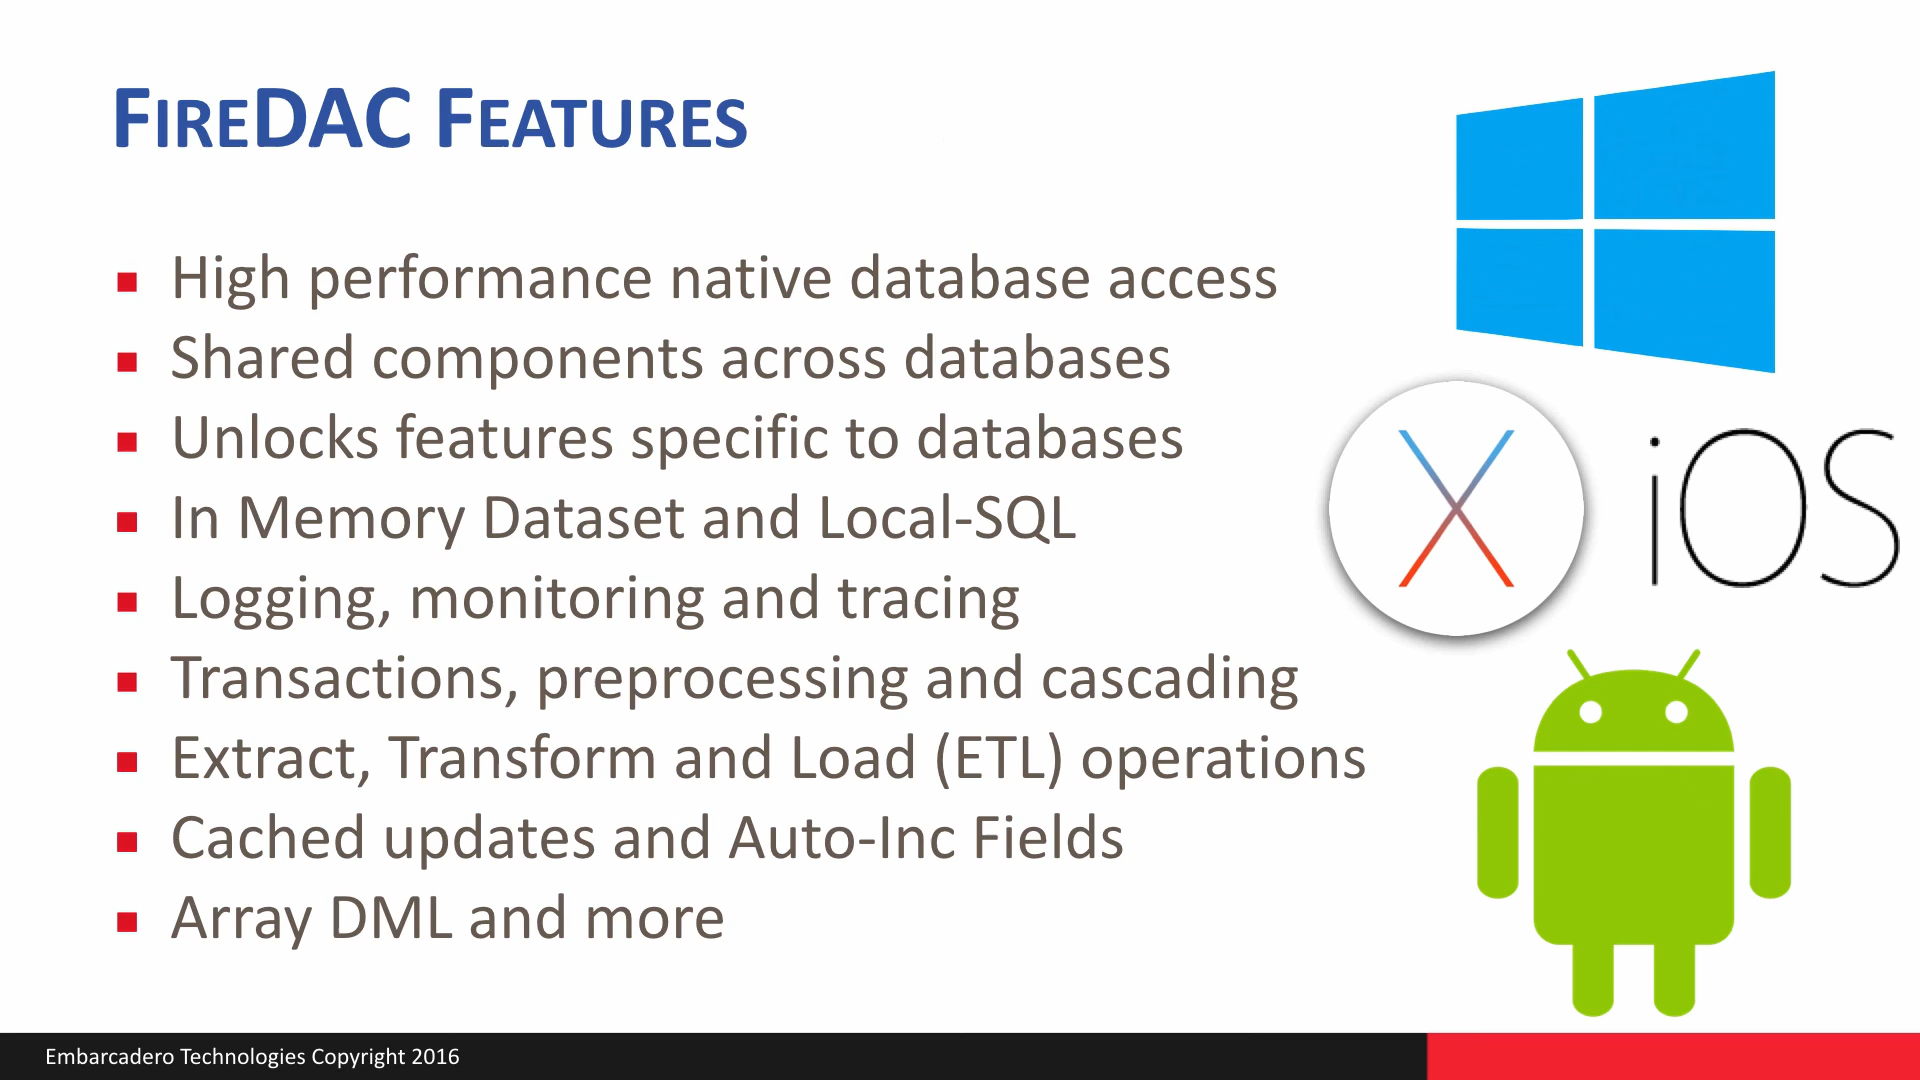 FireDAC Features
High performance native database access
Shared components across databases
Unlocks features specific to databases
In Memory Dataset and Local-SQL
Logging, monitoring and tracing
Transactions, preprocessing and cascading
Extract, Transform and Load (ETL) operations
Cached updates and Auto-Inc Fields
Array DML and more
X
iOS
Embarcadero Technologies Copyright 2016